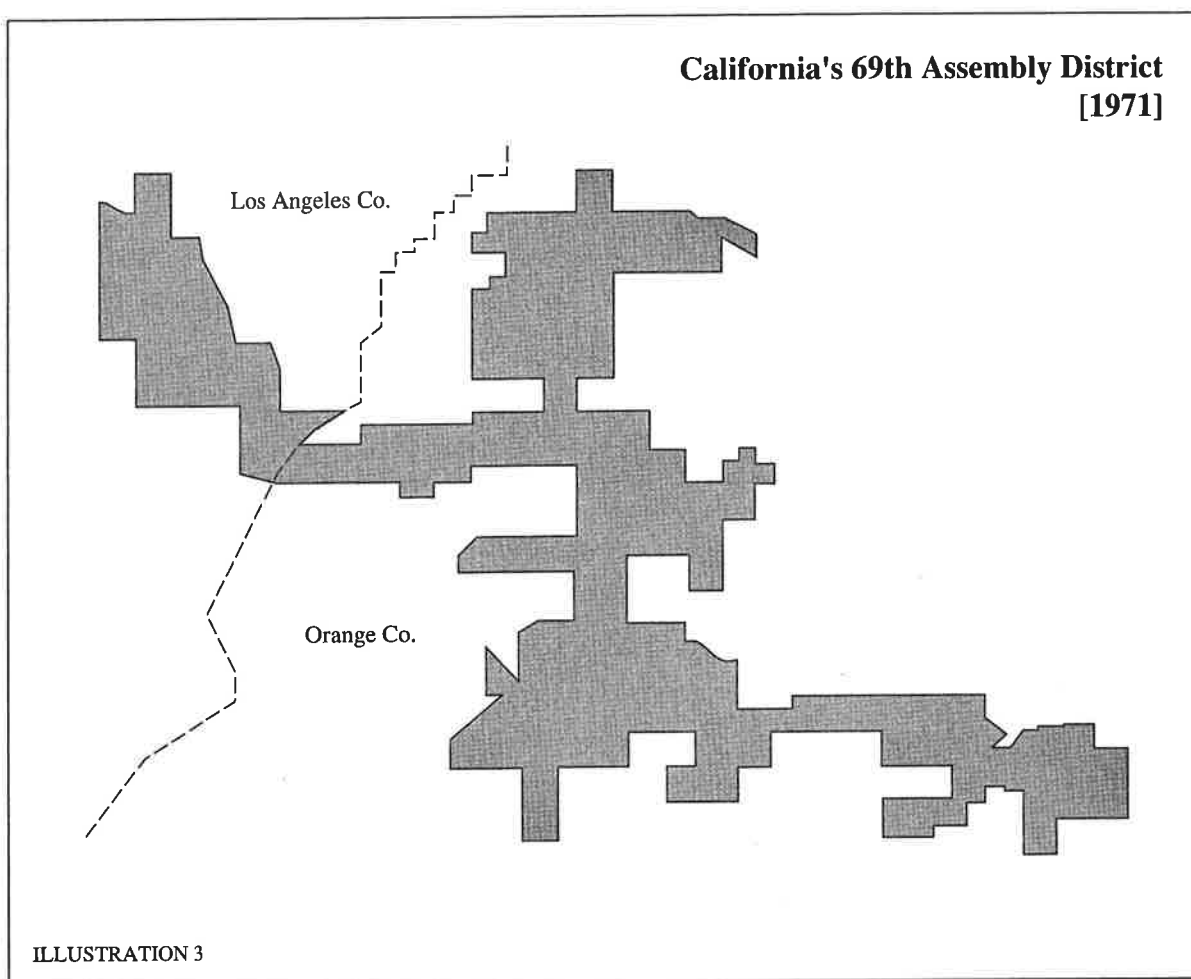 California's 69th Assembly District
[1971]
Los Angeles Co.
Orange Co.
ILLUSTRATION 3